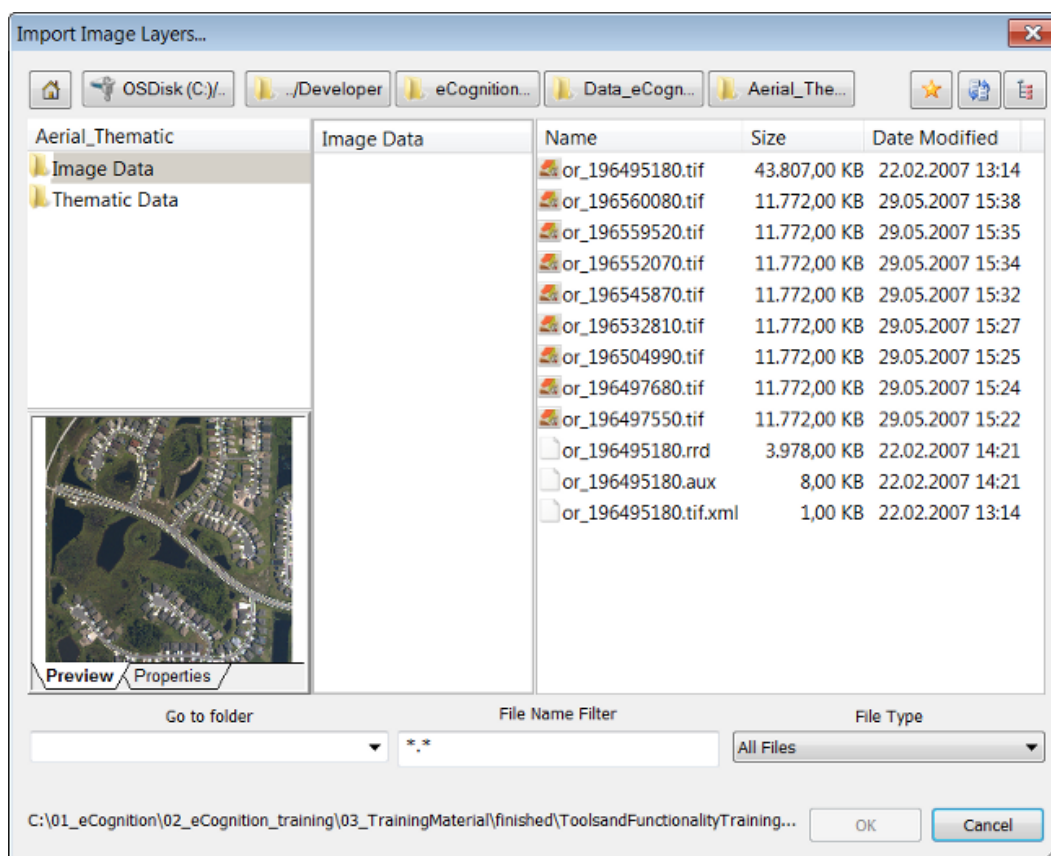 Import Image Layers...
OSDisk (C:)/.. ../Developer eCognition... Data_eCogn... Aerial_The...
Aerial_Thematic
Image Data
Thematic Data
Image Data
Name Size Date Modified
or_196495180.tif 43.807,00 KB 22.02.2007 13:14
or_196560080.tif 11.772,00 KB 29.05.2007 15:38
or_196559520.tif 11.772,00 KB 29.05.2007 15:35
or_196552070.tif 11.772,00 KB 29.05.2007 15:34
or_196545870.tif 11.772,00 KB 29.05.2007 15:32
or_196532810.tif 11.772,00 KB 29.05.2007 15:27
or_196504990.tif 11.772,00 KB 29.05.2007 15:25
or_196497680.tif 11.772,00 KB 29.05.2007 15:24
or_196497550.tif 11.772,00 KB 29.05.2007 15:22
or_196495180.rrd 3.978,00 KB 22.02.2007 14:21
or_196495180.aux 8,00 KB 22.02.2007 14:21
or_196495180.tif.xml 1,00 KB 22.02.2007 13:14
Preview Properties
Go to folder File Name Filter File Type
*.* All Files
C:\01_eCognition\02_eCognition_training\03_TrainingMaterial\finished\ToolsandFunctionalityTraining... OK Cancel